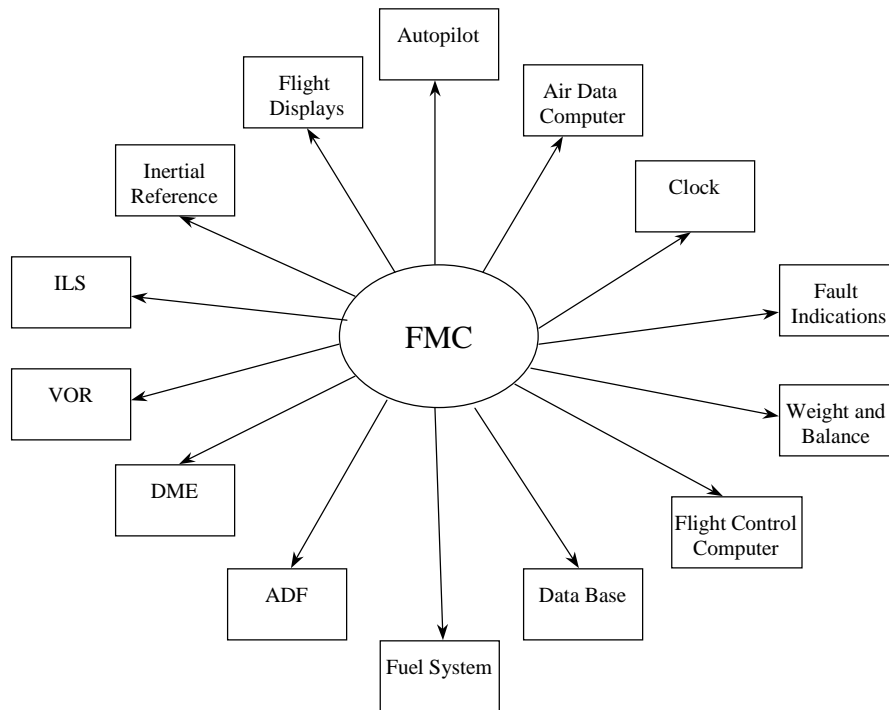 Autopilot
Flight
Displays
Air Data
Computer
Inertial
Reference
Clock
ILS
Fault
Indications
FMC
VOR
Weight and
Balance
DME
Flight Control
Computer
ADF
Data Base
Fuel System